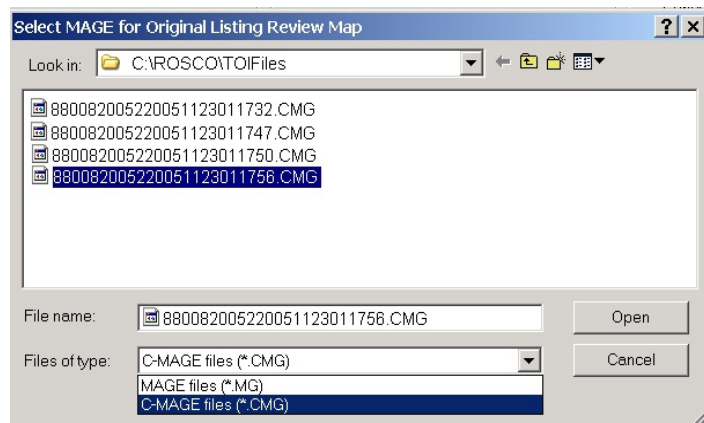 Select MAGE for Original Listing Review Map
Look in: C:\ROSCO\TOIFiles
880082005220051123011732.CMG
880082005220051123011747.CMG
880082005220051123011750.CMG
880082005220051123011756.CMG
File name: 880082005220051123011756.CMG Open
Files of type: C-MAGE files (*.CMG) Cancel
MAGE files (*.MG)
C-MAGE files (*.CMG)